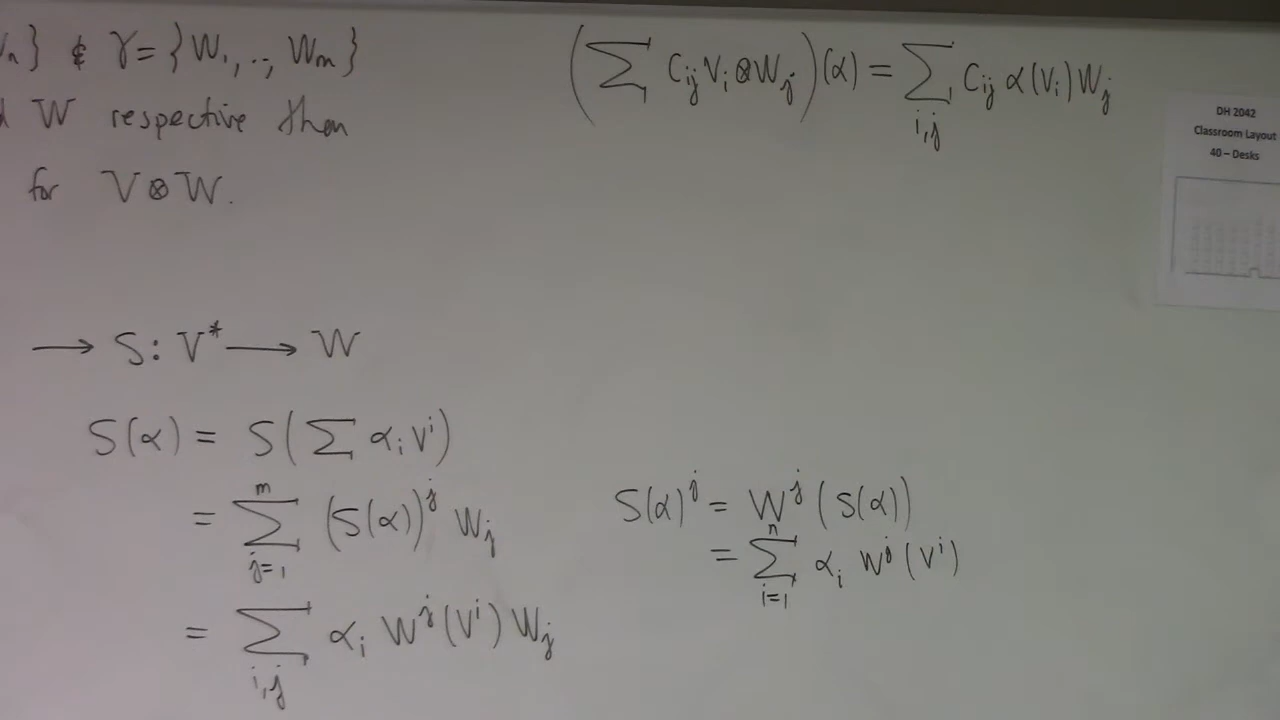 n} & γ = {W₁, .., Wₘ}
W respective then
for V ⊗ W.
(∑ Cᵢⱼ Vᵢ ⊗ Wⱼ)(α) = ∑ᵢ,ⱼ Cᵢⱼ α(Vᵢ) Wⱼ
DH 2042
Classroom Layout
40 – Desks
⟶ S: V* ⟶ W
S(α) = S(∑ αᵢ Vⁱ)
= ∑ⱼ₌₁ᵐ (S(α))ʲ Wⱼ
= ∑ᵢ,ⱼ αᵢ Wʲ(Vⁱ) Wⱼ
S(α)ʲ = Wʲ(S(α))
= ∑ᵢ₌₁ⁿ αᵢ Wʲ(Vⁱ)